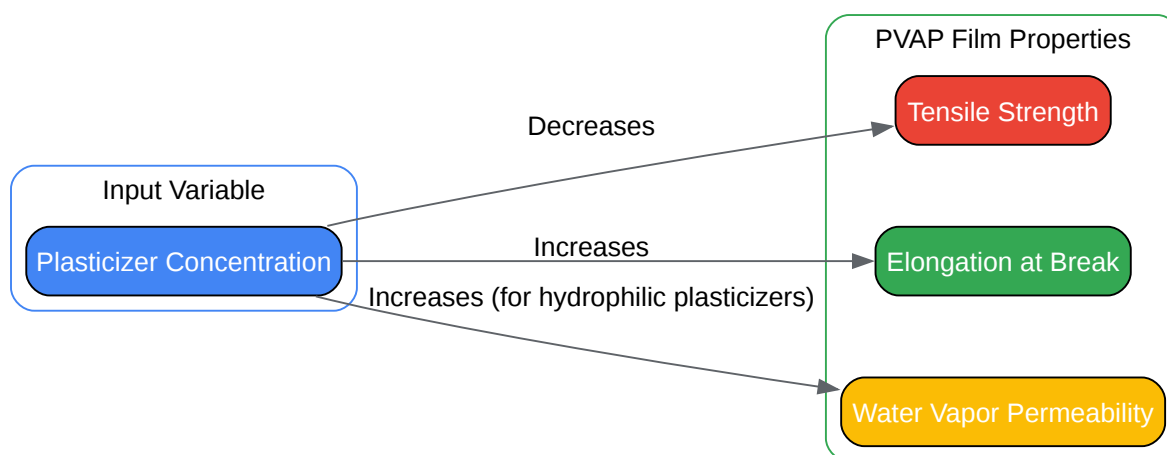 PVAP Film Properties
Tensile Strength
Decreases
Input Variable
Plasticizer Concentration
Increases
Elongation at Break
Increases (for hydrophilic plasticizers)
Water Vapor Permeability